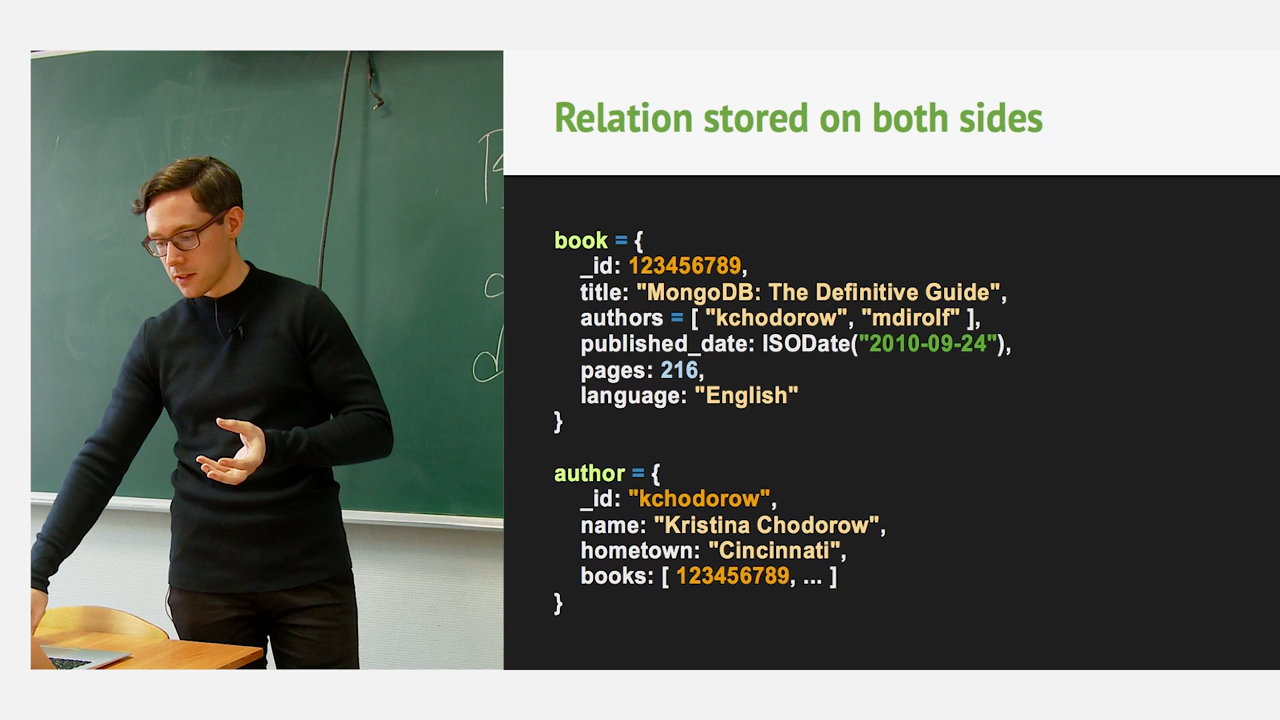 Relation stored on both sides
book = {
_id: 123456789,
title: "MongoDB: The Definitive Guide",
authors = [ "kchodorow", "mdirolf" ],
published_date: ISODate("2010-09-24"),
pages: 216,
language: "English"
}
author = {
_id: "kchodorow",
name: "Kristina Chodorow",
hometown: "Cincinnati",
books: [ 123456789, ... ]
}